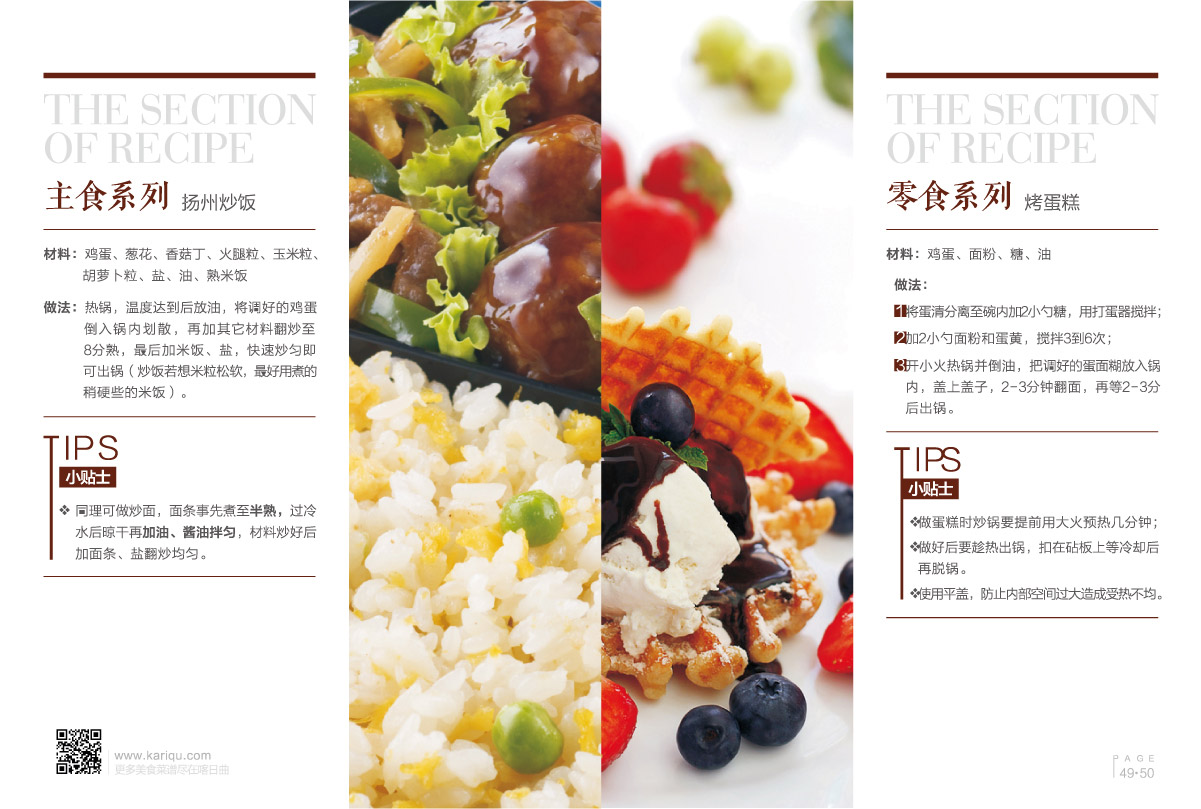 THE SECTION
OF RECIPE
主食系列 扬州炒饭
材料：鸡蛋、葱花、香菇丁、火腿粒、玉米粒、
胡萝卜粒、盐、油、熟米饭
做法：热锅，温度达到后放油，将调好的鸡蛋
倒入锅内划散，再加其它材料翻炒至
8分熟，最后加米饭、盐，快速炒匀即
可出锅（炒饭若想米粒松软，最好用煮的
稍硬些的米饭）。
TIPS
小贴士
❖ 同理可做炒面，面条事先煮至半熟，过冷
水后晾干再加油、酱油拌匀，材料炒好后
加面条、盐翻炒均匀。
www.kariqu.com
更多美食菜谱尽在喀日曲
THE SECTION
OF RECIPE
零食系列 烤蛋糕
材料：鸡蛋、面粉、糖、油
做法：
1将蛋清分离至碗内加2小勺糖，用打蛋器搅拌；
2加2小勺面粉和蛋黄，搅拌3到6次；
3开小火热锅并倒油，把调好的蛋面糊放入锅
内，盖上盖子，2-3分钟翻面，再等2-3分
后出锅。
TIPS
小贴士
❖做蛋糕时炒锅要提前用大火预热几分钟；
❖做好后要趁热出锅，扣在砧板上等冷却后
再脱锅。
❖使用平盖，防止内部空间过大造成受热不均。
PAGE
49·50